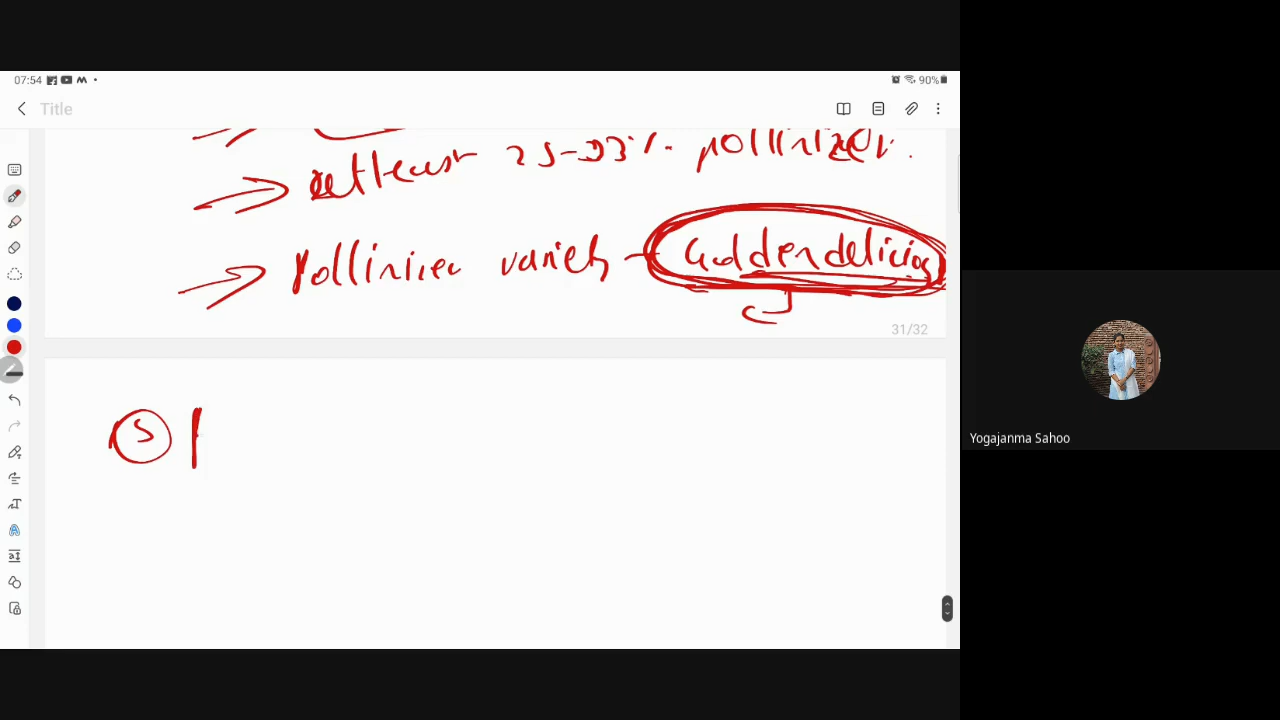 07:54 90%
Title
atleast 25-33% pollinizer.
Pollinizer variety - Golden delicious
31/32
5
Yogajanma Sahoo